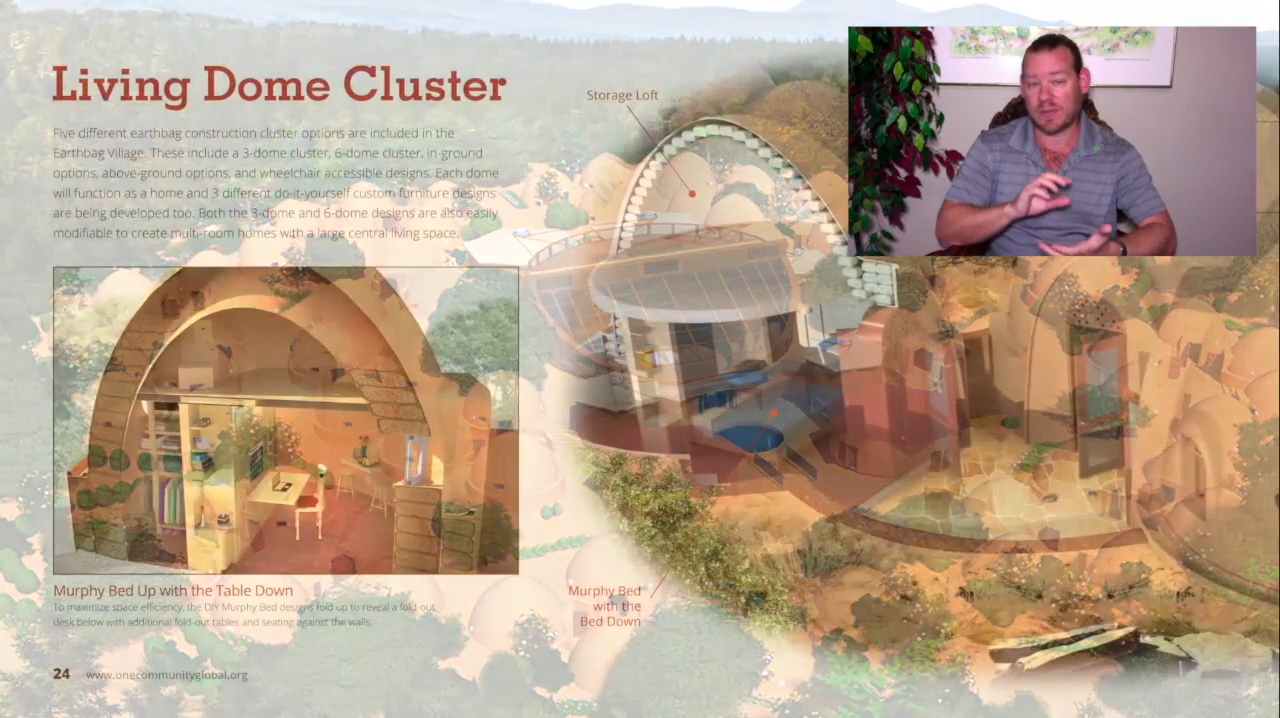 Living Dome Cluster
Five different earthbag construction cluster options are included in the
Earthbag Village. These include a 3-dome cluster, 6-dome cluster, in-ground
options, above-ground options, and wheelchair accessible designs. Each dome
will function as a home and 3 different do-it-yourself custom furniture designs
are being developed too. Both the 3-dome and 6-dome designs are also easily
modifiable to create multi-room homes with a large central living space.
Storage Loft
Murphy Bed Up with the Table Down
To maximize space efficiency, the DIY Murphy Bed designs fold up to reveal a fold-out
desk below with additional fold-out tables and seating against the walls.
Murphy Bed
with the
Bed Down
24 www.onecommunityglobal.org